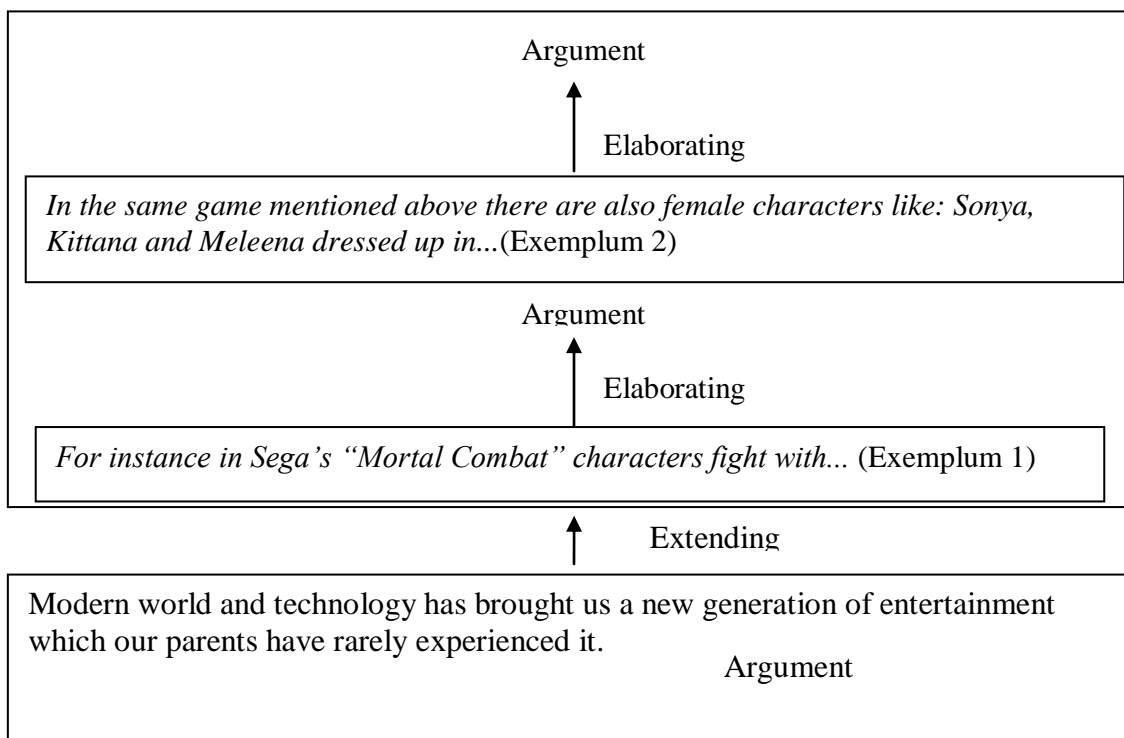 Argument
Elaborating
In the same game mentioned above there are also female characters like: Sonya,
Kittana and Meleena dressed up in...(Exemplum 2)
Argument
Elaborating
For instance in Sega’s “Mortal Combat” characters fight with... (Exemplum 1)
Extending
Modern world and technology has brought us a new generation of entertainment
which our parents have rarely experienced it.
Argument